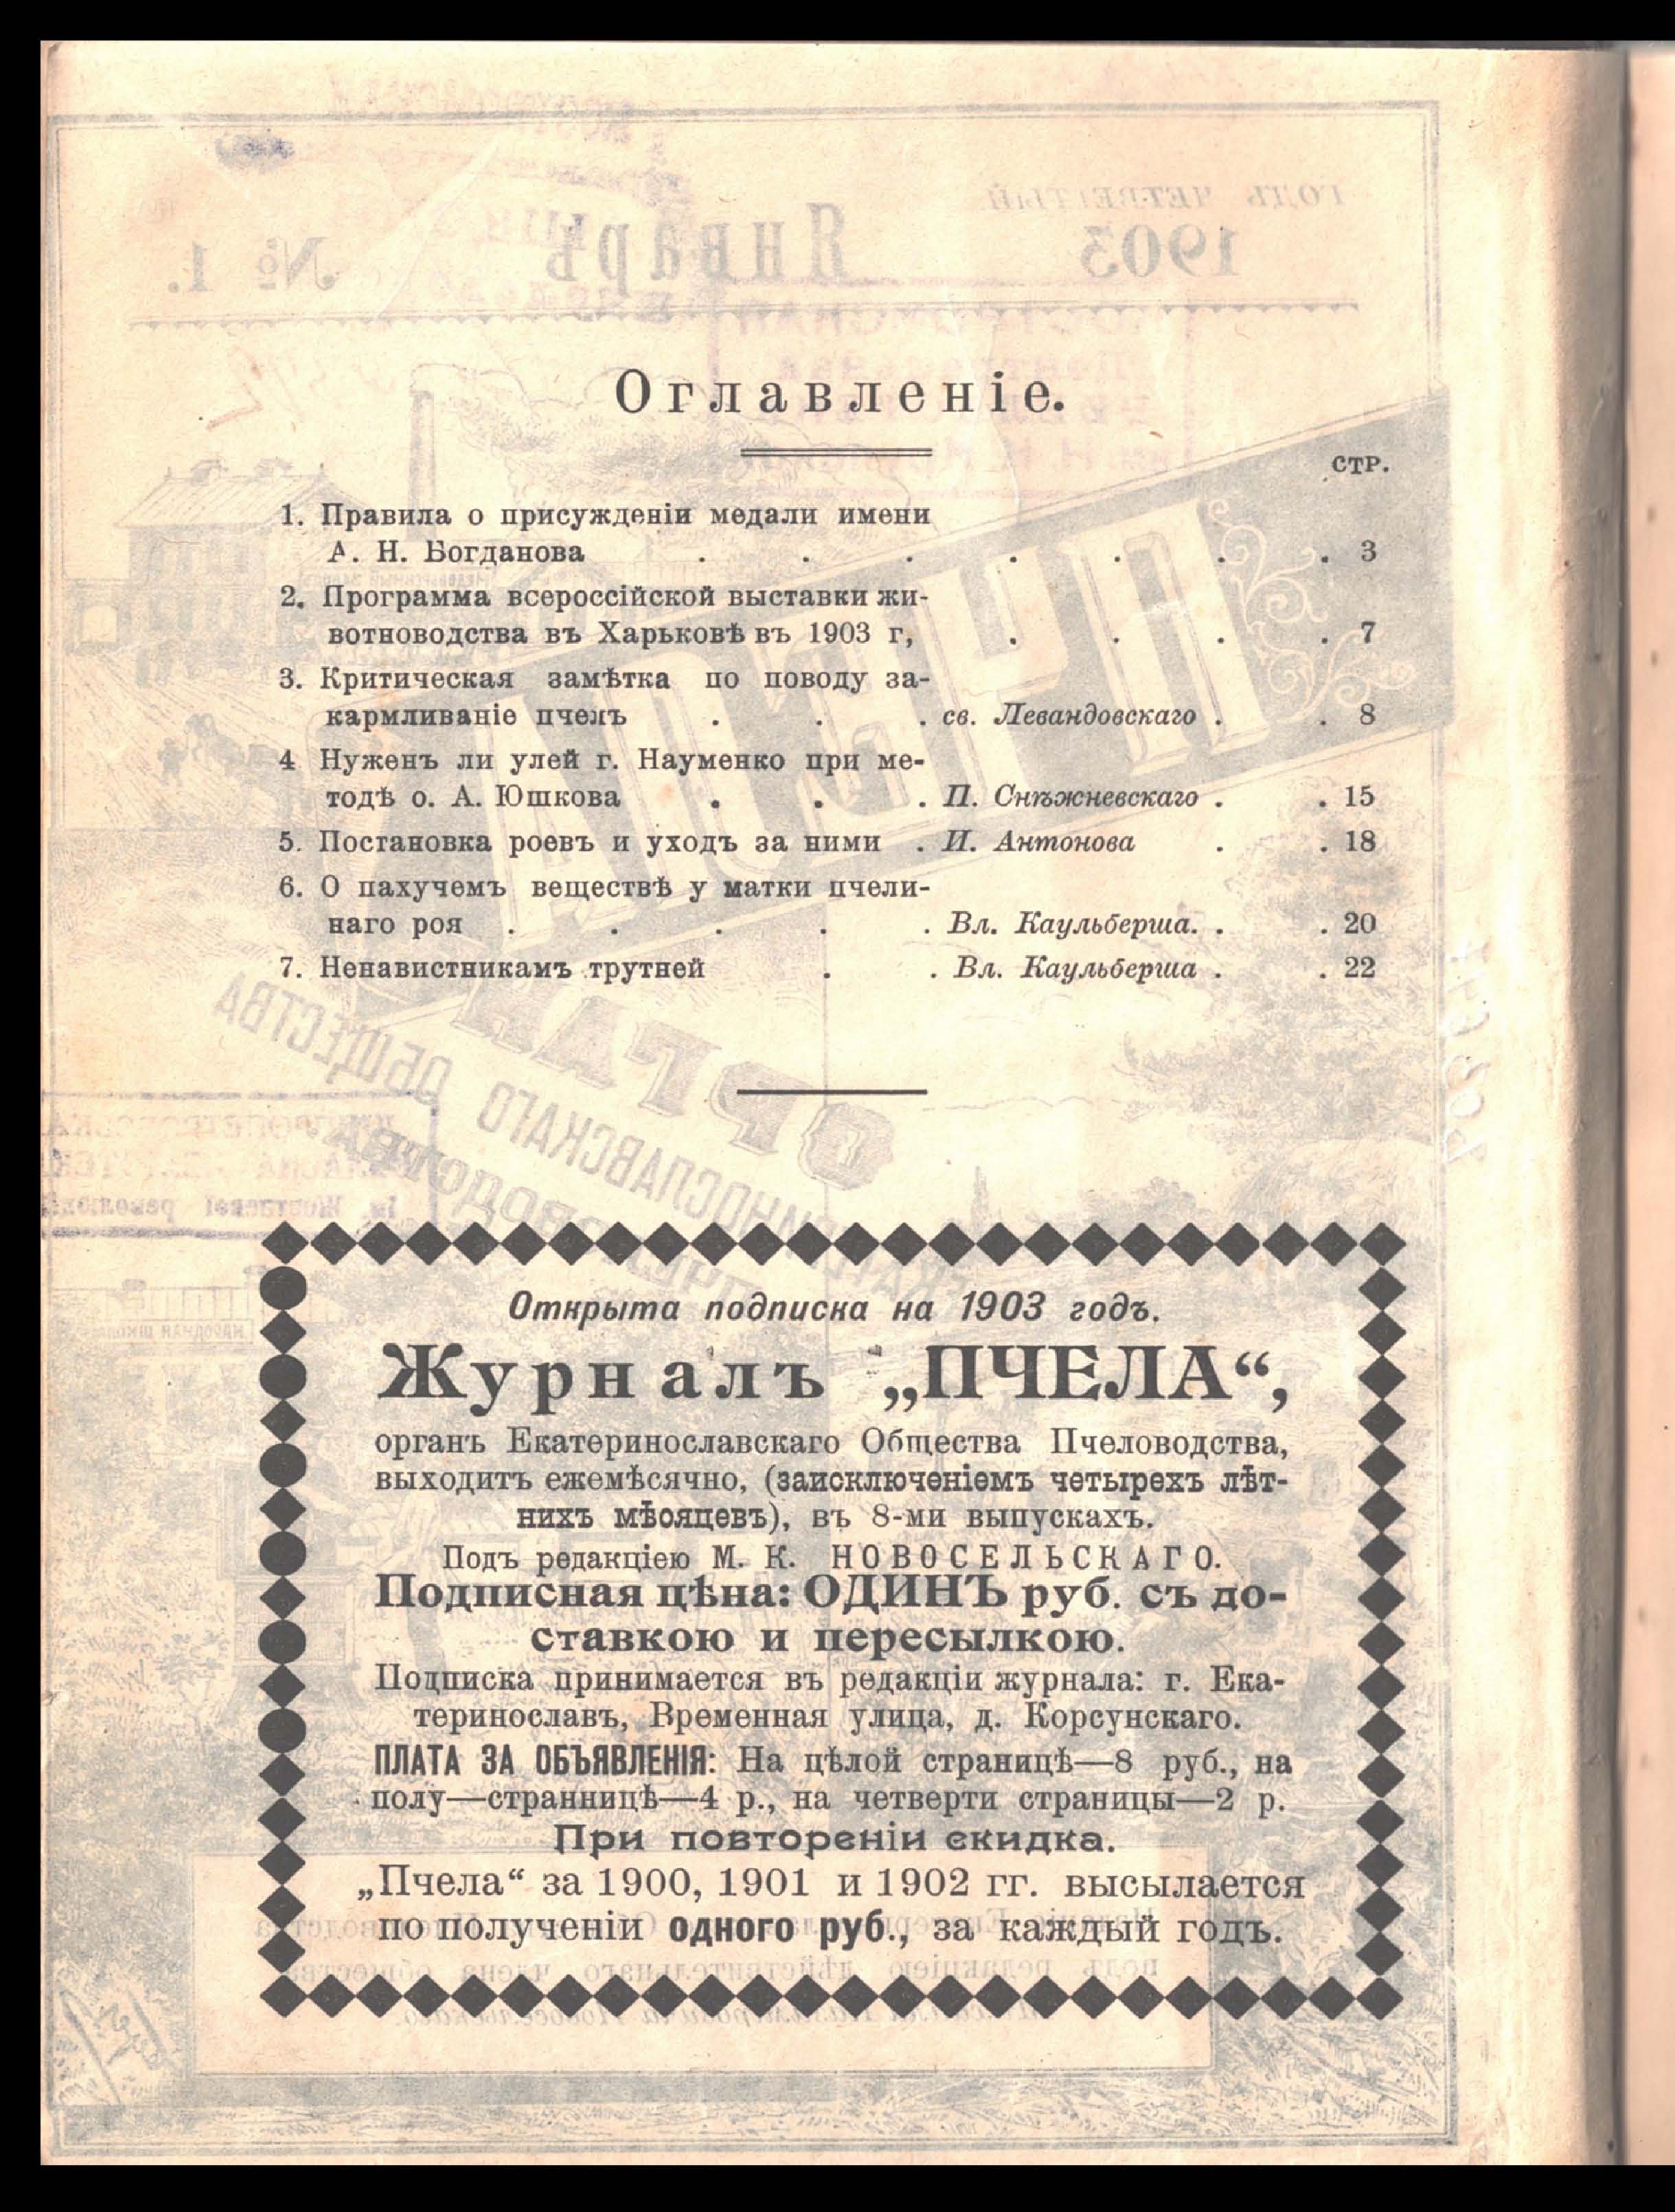 Оглавленіе.
СТР.
1. Правила о присужденіи медали имени
А. Н. Богданова . . . . . . . 3
2. Программа всероссійской выставки жи-
вотноводства въ Харьковѣ въ 1903 г, . . . . 7
3. Критическая замѣтка по поводу за-
кармливаніе пчелъ . . . св. Левандовскаго . . 8
4 Нуженъ ли улей г. Науменко при ме-
тодѣ о. А. Юшкова . . . П. Снѣжневскаго . . 15
5. Постановка роевъ и уходъ за ними . И. Антонова . . 18
6. О пахучемъ веществѣ у матки пчели-
наго роя . . . . . Вл. Каульберша. . . 20
7. Ненавистникамъ трутней . . Вл. Каульберша . . 22
Открыта подписка на 1903 годъ.
Журналъ „ПЧЕЛА“,
органъ Екатеринославскаго Общества Пчеловодства,
выходитъ ежемѣсячно, (заисключеніемъ четырехъ лѣт-
нихъ мѣсяцевъ), въ 8-ми выпускахъ.
Подъ редакціею М. К. НОВОСЕЛЬСКАГО.
Подписная цѣна: ОДИНЪ руб. съ до-
ставкою и пересылкою.
Подписка принимается въ редакціи журнала: г. Ека-
теринославъ, Временная улица, д. Корсунскаго.
ПЛАТА ЗА ОБЪЯВЛЕНІЯ: На цѣлой страницѣ—8 руб., на
полу—странницѣ—4 р., на четверти страницы—2 р.
При повтореніи скидка.
„Пчела“ за 1900, 1901 и 1902 гг. высылается
по полученіи одного руб., за каждый годъ.